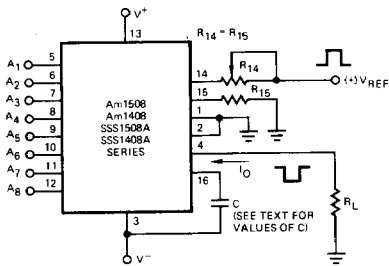 V+
13
R14 = R15
A1 5
A2 6
A3 7
A4 8
A5 9
A6 10
A7 11
A8 12
Am1508
Am1408
SSS1508A
SSS1408A
SERIES
14
R14
(+) VREF
15
R15
1
2
4
IO
16
C
(SEE TEXT FOR
VALUES OF C)
RL
3
V−